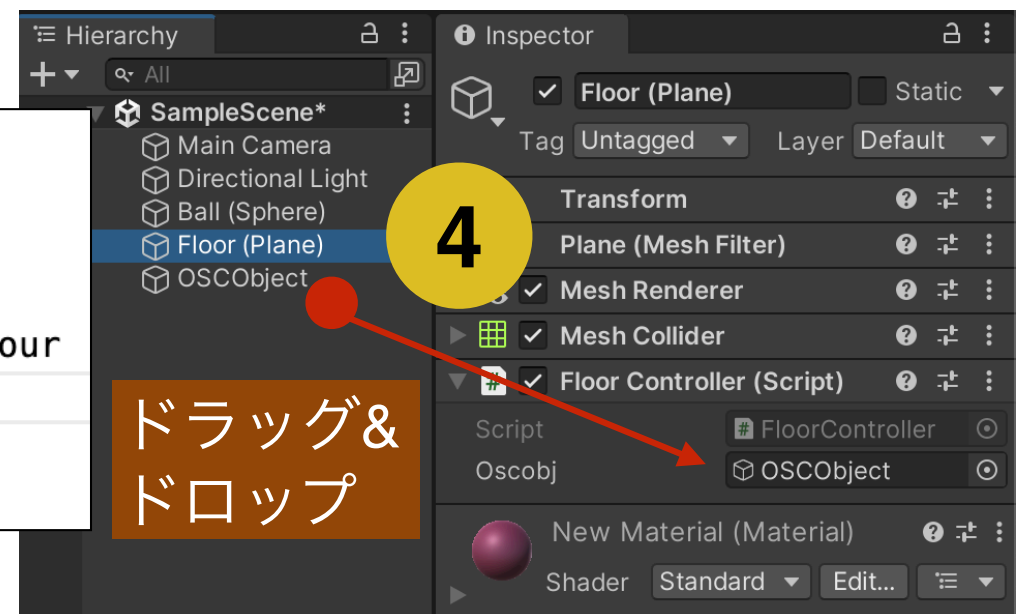 Hierarchy
All
SampleScene*
Main Camera
Directional Light
Ball (Sphere)
Floor (Plane)
OSCObject
our
4
ドラッグ&
ドロップ
Inspector
Floor (Plane)
Static
Tag Untagged Layer Default
Transform
Plane (Mesh Filter)
Mesh Renderer
Mesh Collider
# Floor Controller (Script)
Script # FloorController
Oscobj OSCObject
New Material (Material)
Shader Standard Edit...